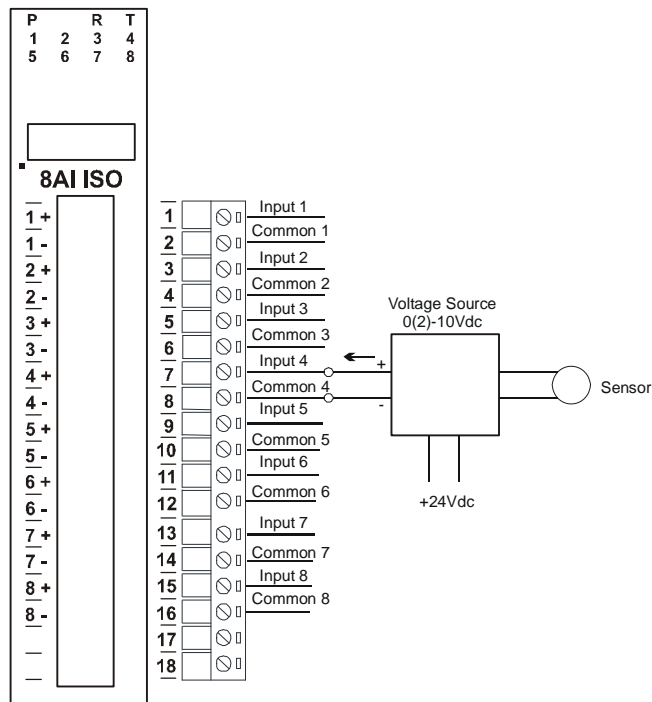 P R T
1 2 3 4
5 6 7 8
8AI ISO
1 +
1 -
2 +
2 -
3 +
3 -
4 +
4 -
5 +
5 -
6 +
6 -
7 +
7 -
8 +
8 -
1 Input 1
2 Common 1
3 Input 2
4 Common 2
5 Input 3
6 Common 3
7 Input 4
8 Common 4
9 Input 5
10 Common 5
11 Input 6
12 Common 6
13 Input 7
14 Common 7
15 Input 8
16 Common 8
17
18
Voltage Source
0(2)-10Vdc
+
-
Sensor
+24Vdc